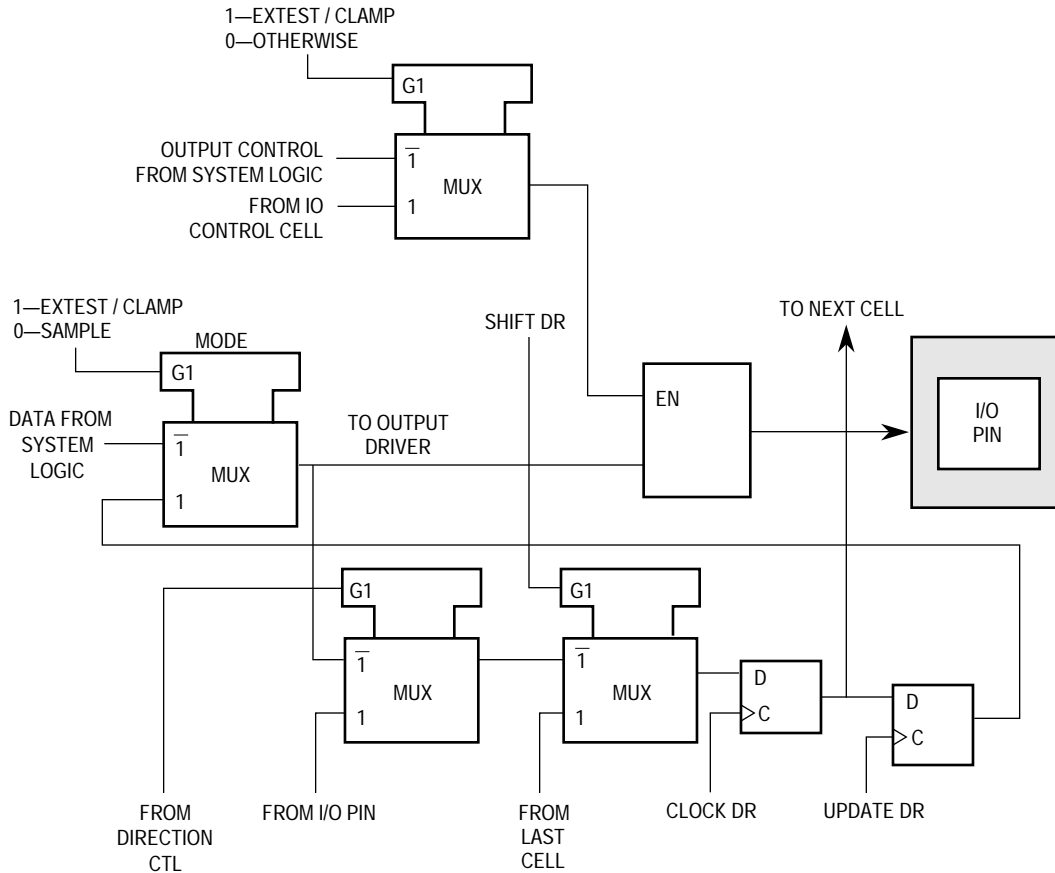 1—EXTEST / CLAMP
0—OTHERWISE
G1
OUTPUT CONTROL
FROM SYSTEM LOGIC
1̅
MUX
FROM IO
CONTROL CELL
1
1—EXTEST / CLAMP
0—SAMPLE
MODE
G1
SHIFT DR
TO NEXT CELL
DATA FROM
SYSTEM
LOGIC
1̅
MUX
1
TO OUTPUT
DRIVER
EN
I/O
PIN
G1
1̅
MUX
1
G1
1̅
MUX
1
D
C
D
C
FROM
DIRECTION
CTL
FROM I/O PIN
FROM
LAST
CELL
CLOCK DR
UPDATE DR